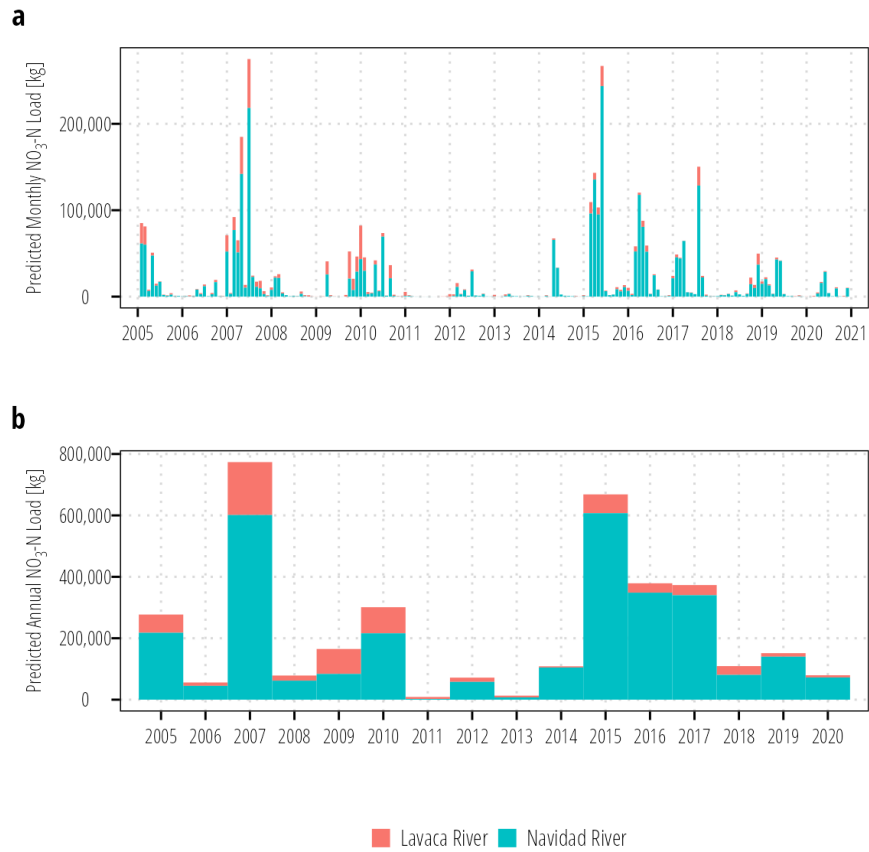 a
Predicted Monthly NO3-N Load [kg]
200,000
100,000
0
2005 2006 2007 2008 2009 2010 2011 2012 2013 2014 2015 2016 2017 2018 2019 2020 2021
b
Predicted Annual NO3-N Load [kg]
800,000
600,000
400,000
200,000
0
2005 2006 2007 2008 2009 2010 2011 2012 2013 2014 2015 2016 2017 2018 2019 2020
Lavaca River Navidad River